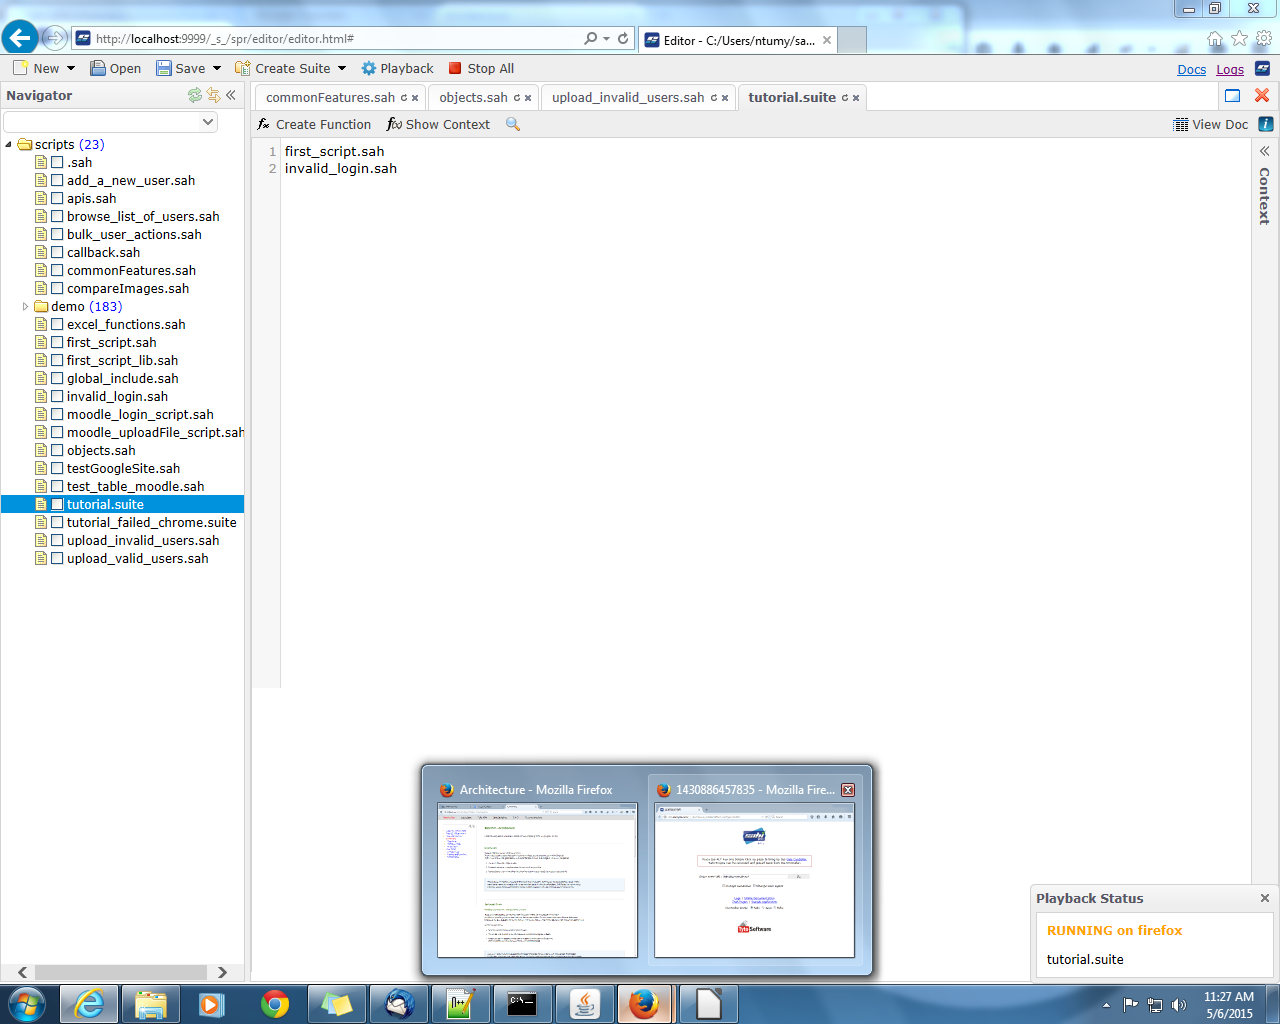 http://localhost:9999/_s_/spr/editor/editor.html#
Editor - C:/Users/ntumy/sa...
New
Open
Save
Create Suite
Playback
Stop All
Docs
Logs
Navigator
commonFeatures.sah
objects.sah
upload_invalid_users.sah
tutorial.suite
Create Function
Show Context
View Doc
scripts (23)
.sah
add_a_new_user.sah
apis.sah
browse_list_of_users.sah
bulk_user_actions.sah
callback.sah
commonFeatures.sah
compareImages.sah
demo (183)
excel_functions.sah
first_script.sah
first_script_lib.sah
global_include.sah
invalid_login.sah
moodle_login_script.sah
moodle_uploadFile_script.sah
objects.sah
testGoogleSite.sah
test_table_moodle.sah
tutorial.suite
tutorial_failed_chrome.suite
upload_invalid_users.sah
upload_valid_users.sah
1 first_script.sah
2 invalid_login.sah
Context
Architecture - Mozilla Firefox
1430886457835 - Mozilla Fire...
Software
Playback Status
RUNNING on firefox
tutorial.suite
11:27 AM
5/6/2015